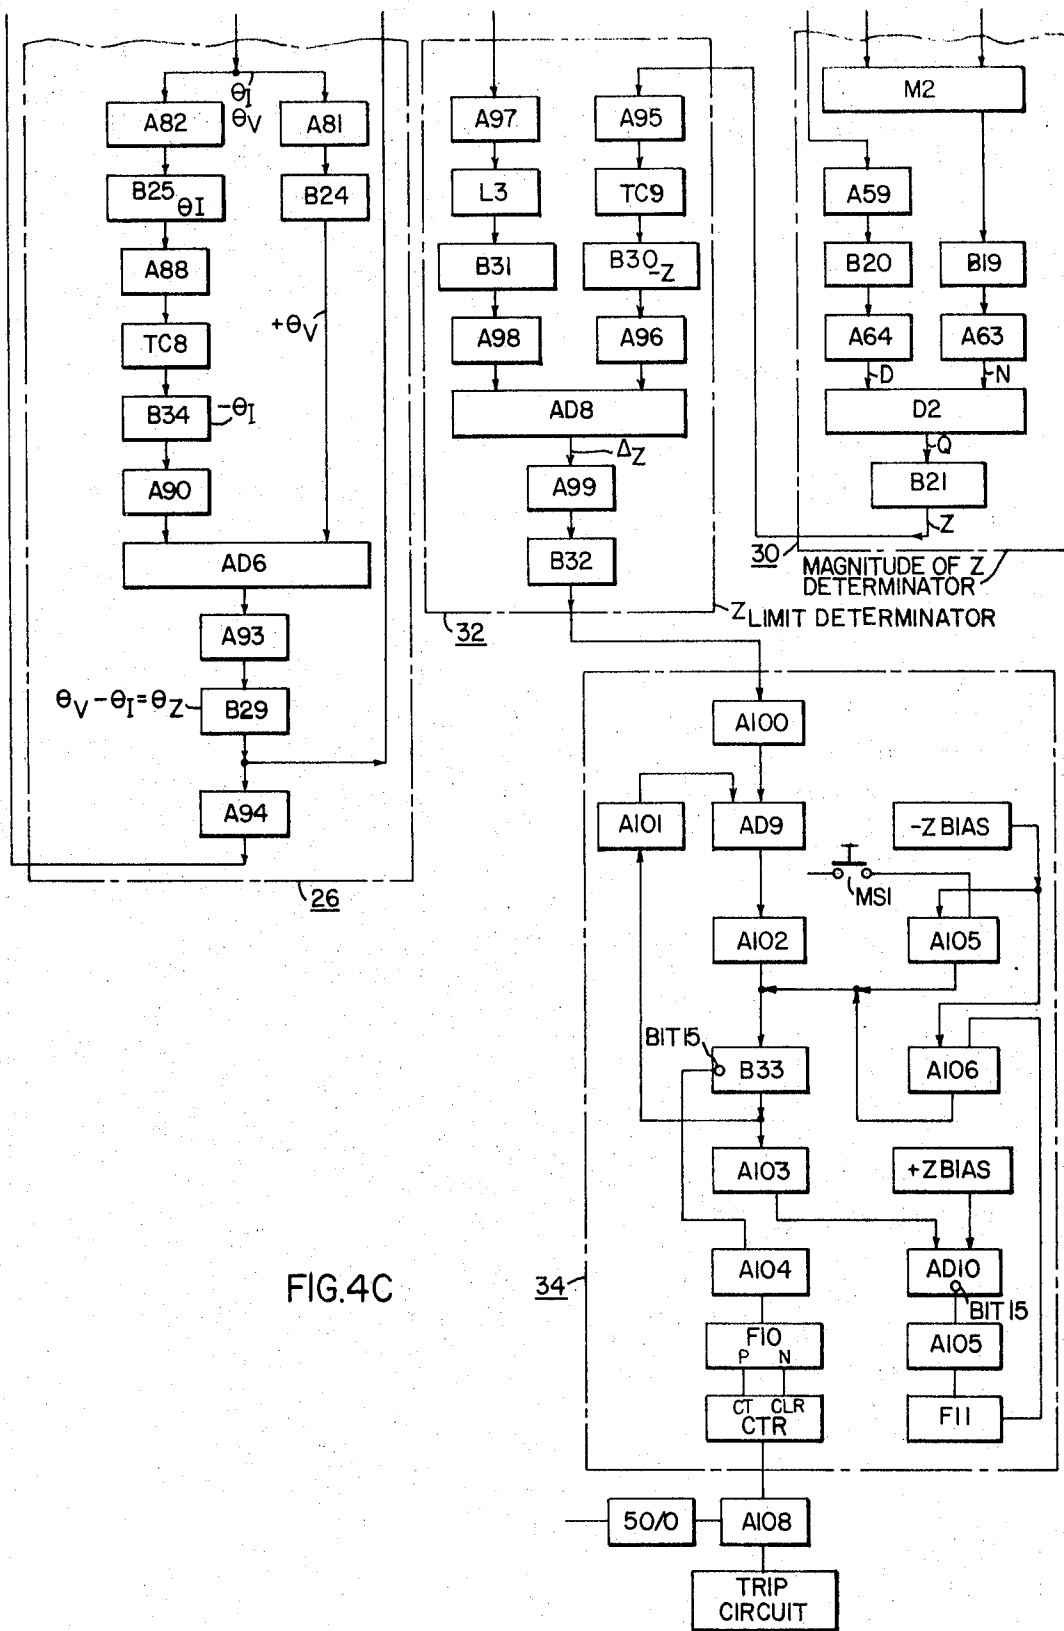 θI
θV
A82
A81
B25 θI
B24
A88
TC8
+θV
B34
-θI
A90
AD6
A93
θV-θI=θZ
B29
A94
26
A97
A95
L3
TC9
B31
B30 -Z
A98
A96
AD8
ΔZ
A99
B32
32
Z LIMIT DETERMINATOR
M2
A59
B20
B19
A64
A63
D
N
D2
Q
B21
Z
30
MAGNITUDE OF Z
DETERMINATOR
A100
A101
AD9
-Z BIAS
MS1
A102
A105
BIT15
B33
A106
A103
+Z BIAS
A104
AD10
BIT 15
34
F10
P N
A105
CT CLR
CTR
F11
50/0
A108
TRIP
CIRCUIT
FIG.4C